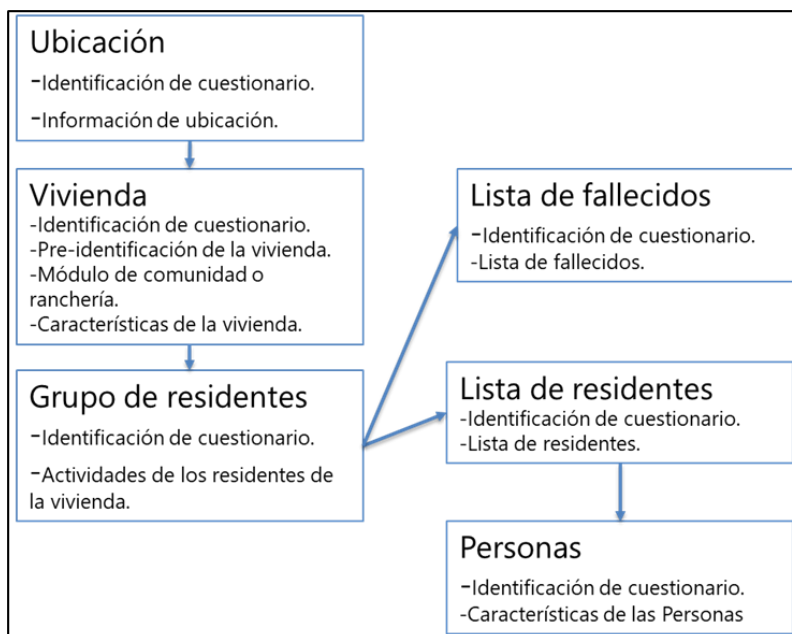 Ubicación
-Identificación de cuestionario.
-Información de ubicación.
Vivienda
-Identificación de cuestionario.
-Pre-identificación de la vivienda.
-Módulo de comunidad o
ranchería.
-Características de la vivienda.
Grupo de residentes
-Identificación de cuestionario.
-Actividades de los residentes de
la vivienda.
Lista de fallecidos
-Identificación de cuestionario.
-Lista de fallecidos.
Lista de residentes
-Identificación de cuestionario.
-Lista de residentes.
Personas
-Identificación de cuestionario.
-Características de las Personas